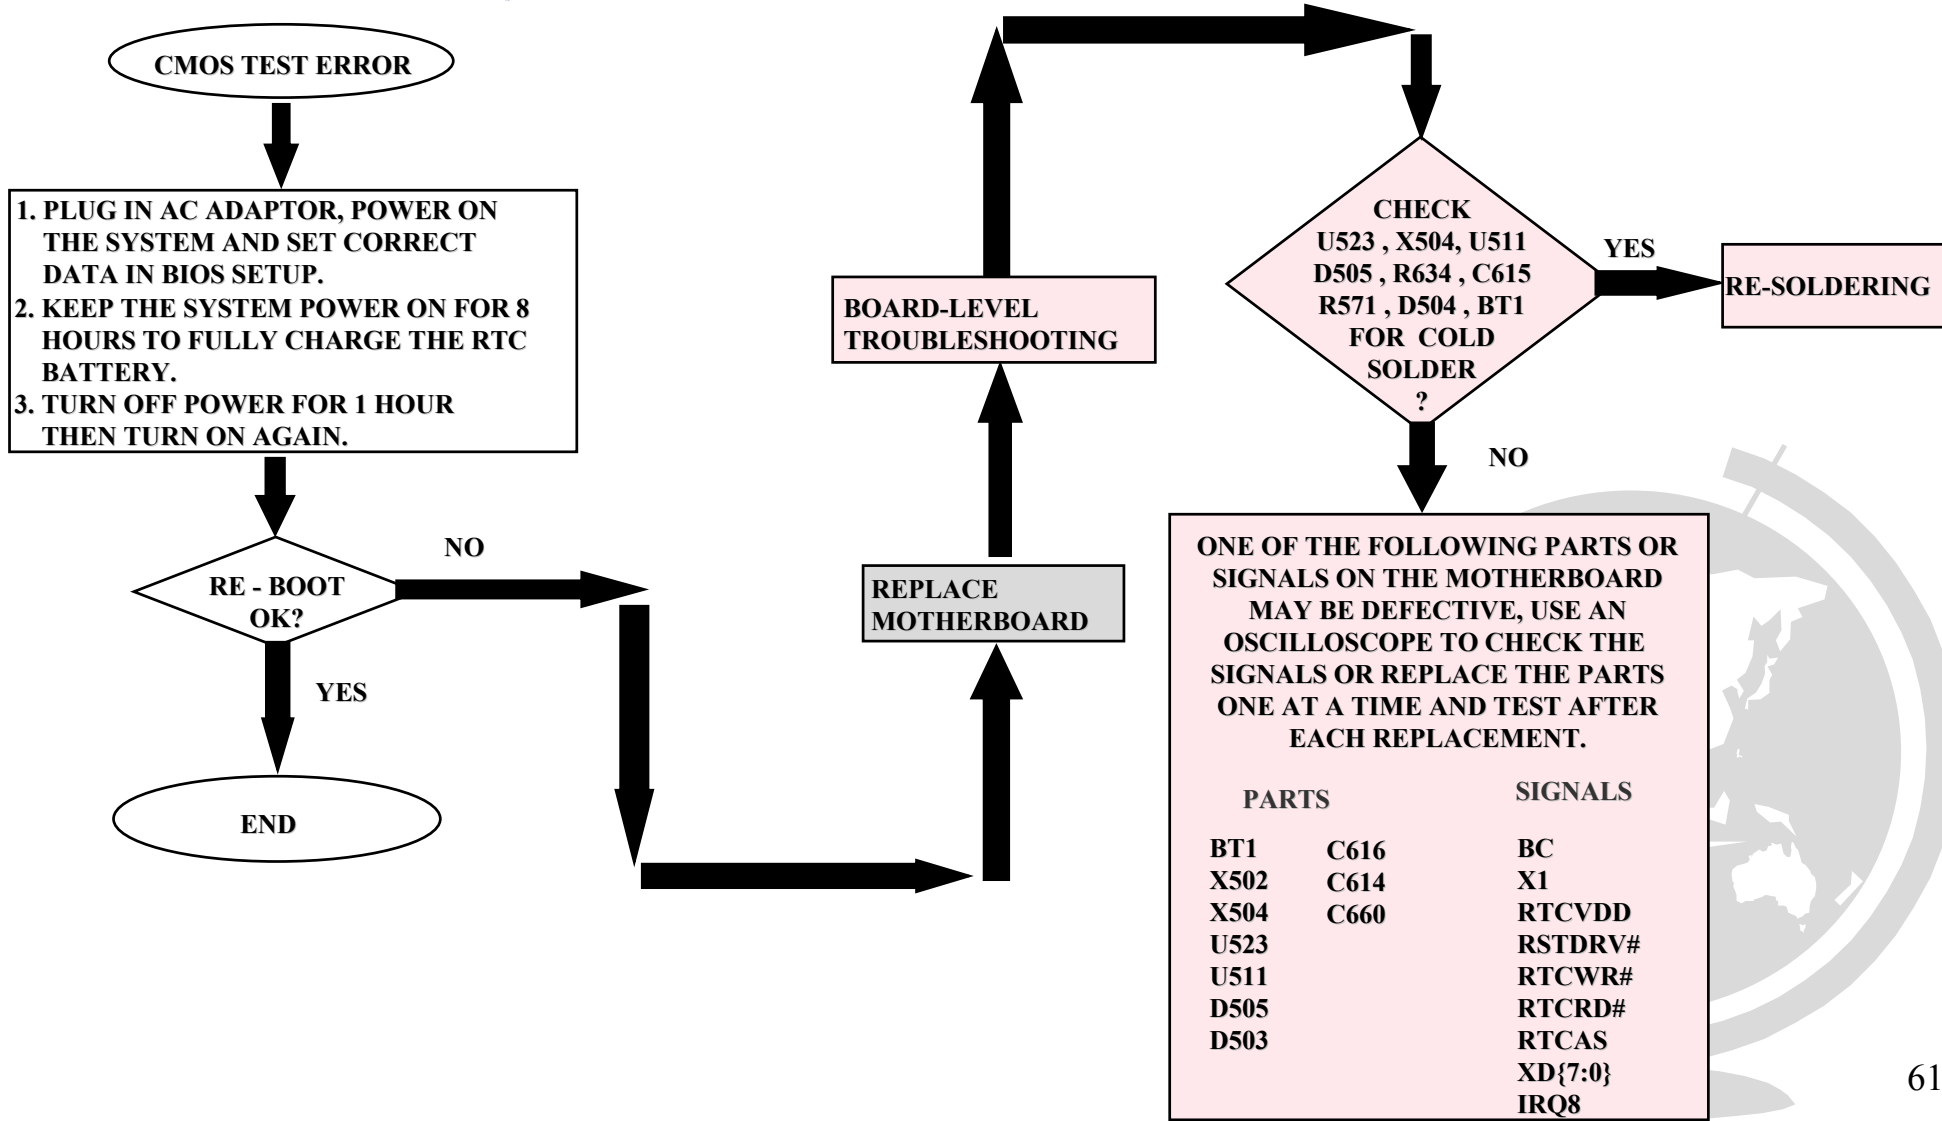 CMOS TEST ERROR
1. PLUG IN AC ADAPTOR, POWER ON
THE SYSTEM AND SET CORRECT
DATA IN BIOS SETUP.
2. KEEP THE SYSTEM POWER ON FOR 8
HOURS TO FULLY CHARGE THE RTC
BATTERY.
3. TURN OFF POWER FOR 1 HOUR
THEN TURN ON AGAIN.
RE - BOOT
OK?
NO
YES
END
REPLACE
MOTHERBOARD
BOARD-LEVEL
TROUBLESHOOTING
CHECK
U523 , X504, U511
D505 , R634 , C615
R571 , D504 , BT1
FOR COLD
SOLDER
?
YES
RE-SOLDERING
NO
ONE OF THE FOLLOWING PARTS OR
SIGNALS ON THE MOTHERBOARD
MAY BE DEFECTIVE, USE AN
OSCILLOSCOPE TO CHECK THE
SIGNALS OR REPLACE THE PARTS
ONE AT A TIME AND TEST AFTER
EACH REPLACEMENT.
PARTS
BT1
X502
X504
U523
U511
D505
D503
C616
C614
C660
SIGNALS
BC
X1
RTCVDD
RSTDRV#
RTCWR#
RTCRD#
RTCAS
XD{7:0}
IRQ8
61